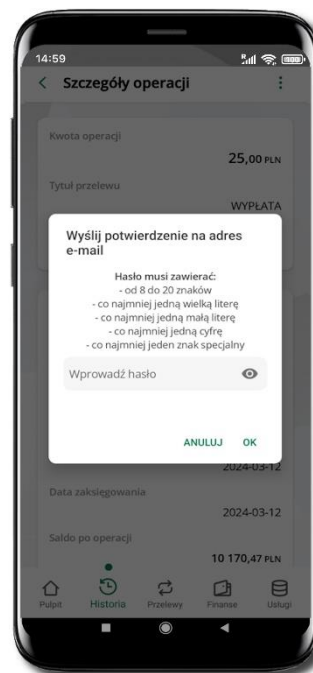 14:59
Szczegóły operacji
Kwota operacji
25,00 PLN
Tytuł przelewu
WYPŁATA
Wyślij potwierdzenie na adres
e-mail
Hasło musi zawierać:
- od 8 do 20 znaków
- co najmniej jedną wielką literę
- co najmniej jedną małą literę
- co najmniej jedną cyfrę
- co najmniej jeden znak specjalny
Wprowadź hasło
ANULUJ OK
2024-03-12
Data zaksięgowania
2024-03-12
Saldo po operacji
10 170,47 PLN
Pulpit Historia Przelewy Finanse Usługi